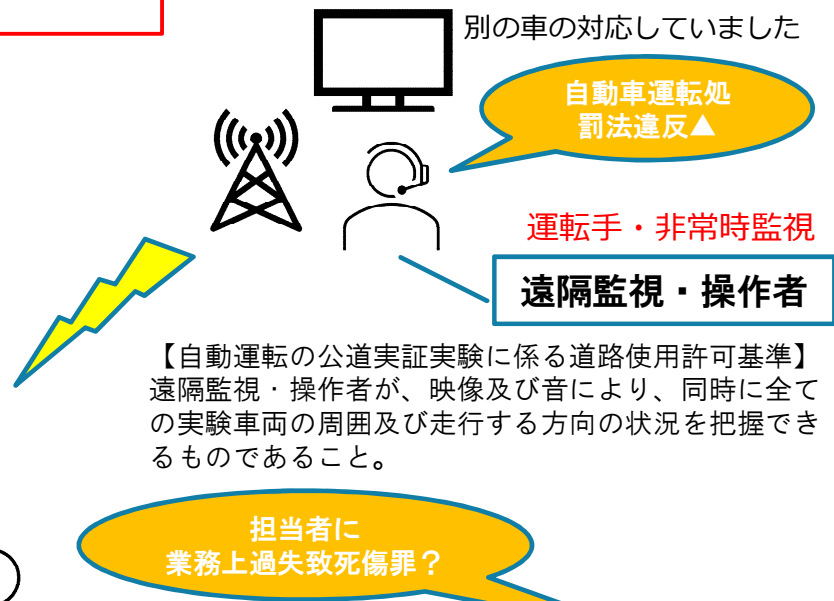 別の車の対応していました
自動車運転処
罰法違反▲
運転手・非常時監視
遠隔監視・操作者
【自動運転の公道実証実験に係る道路使用許可基準】
遠隔監視・操作者が、映像及び音により、同時に全て
の実験車両の周囲及び走行する方向の状況を把握でき
るものであること。
担当者に
業務上過失致死傷罪？